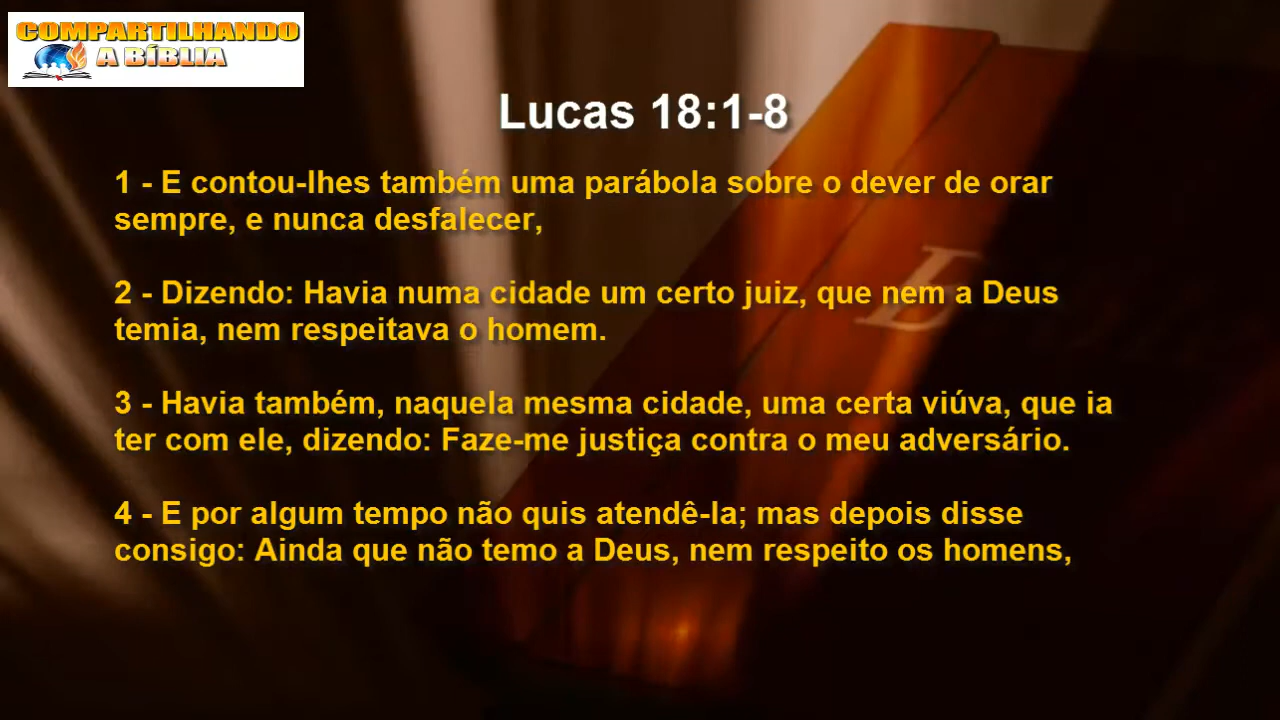 COMPARTILHANDO
A BÍBLIA
Lucas 18:1-8
1 - E contou-lhes também uma parábola sobre o dever de orar
sempre, e nunca desfalecer,
2 - Dizendo: Havia numa cidade um certo juiz, que nem a Deus
temia, nem respeitava o homem.
3 - Havia também, naquela mesma cidade, uma certa viúva, que ia
ter com ele, dizendo: Faze-me justiça contra o meu adversário.
4 - E por algum tempo não quis atendê-la; mas depois disse
consigo: Ainda que não temo a Deus, nem respeito os homens,